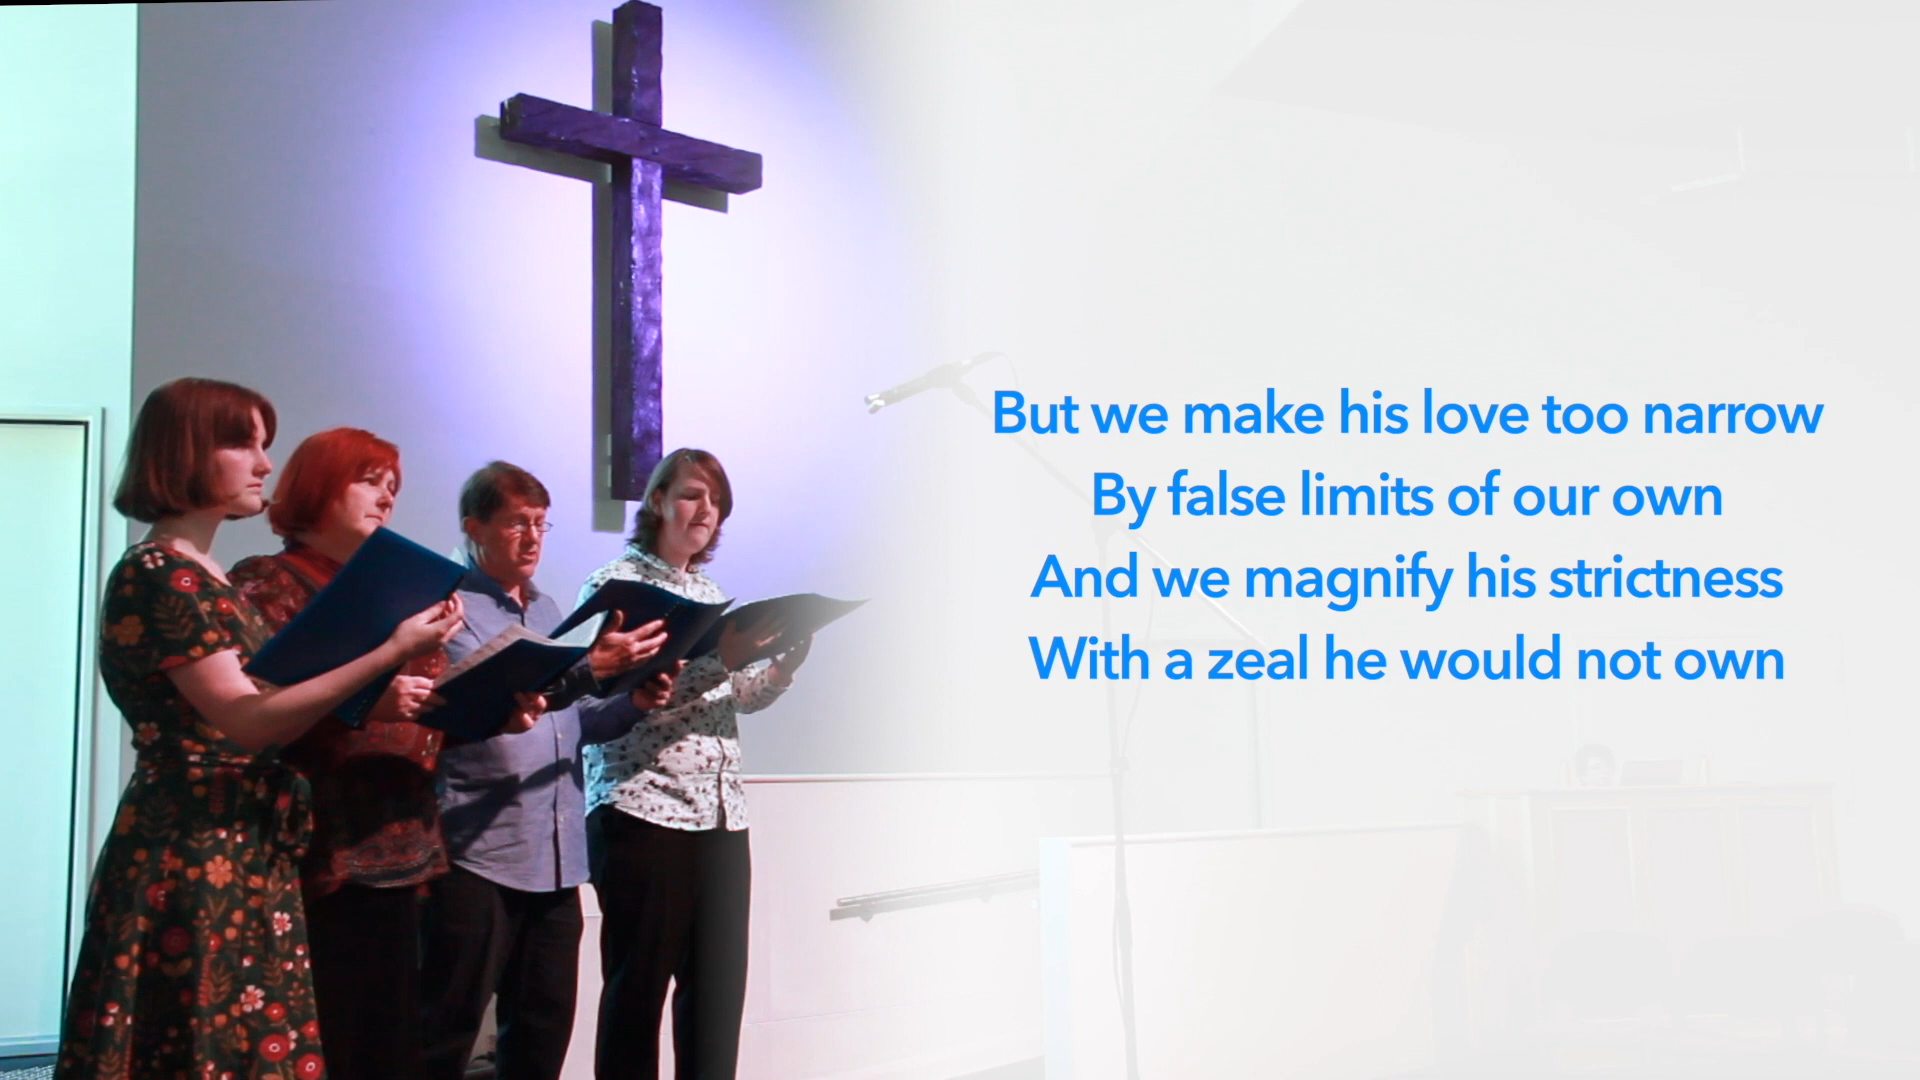 But we make his love too narrow
By false limits of our own
And we magnify his strictness
With a zeal he would not own